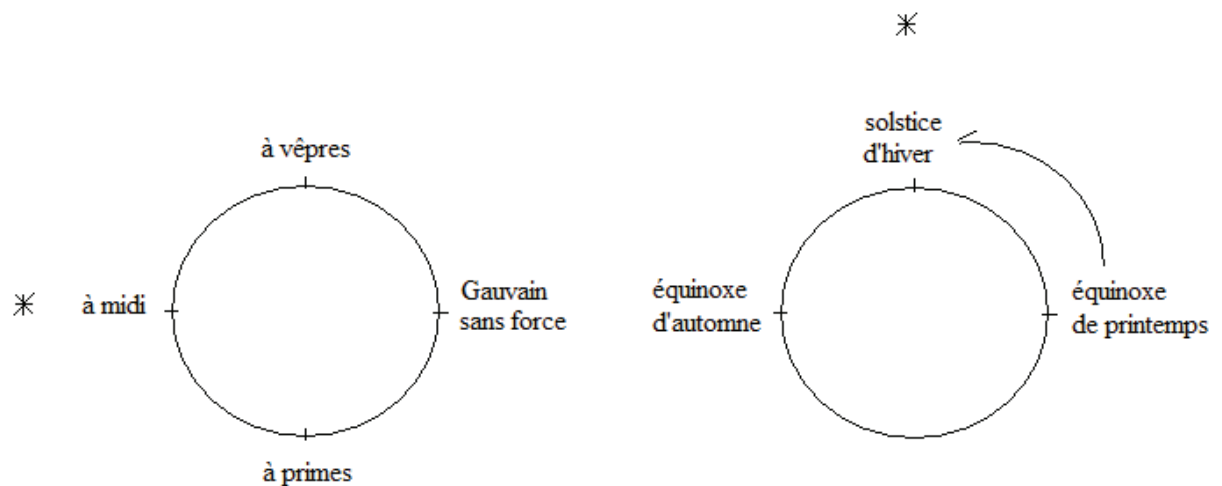 à vêpres
à midi
Gauvain
sans force
à primes
solstice
d'hiver
équinoxe
d'automne
équinoxe
de printemps